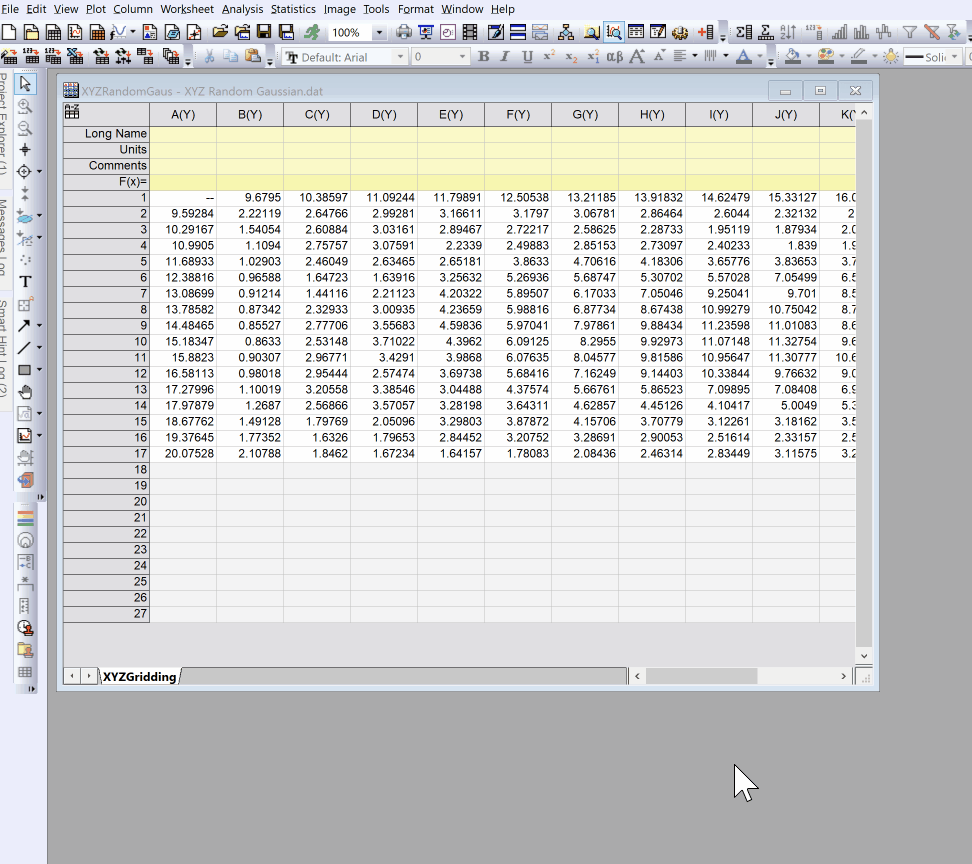 File Edit View Plot Column Worksheet Analysis Statistics Image Tools Format Window Help
100%
Default: Arial 0 B I U αβ A A A Soli
Project Explorer (1)
Messages Log
Smart Hint Log (2)
T
XYZRandomGaus - XYZ Random Gaussian.dat
A(Y) B(Y) C(Y) D(Y) E(Y) F(Y) G(Y) H(Y) I(Y) J(Y) K(Y
Long Name
Units
Comments
F(x)=
1 -- 9.6795 10.38597 11.09244 11.79891 12.50538 13.21185 13.91832 14.62479 15.33127 16.0
2 9.59284 2.22119 2.64766 2.99281 3.16611 3.1797 3.06781 2.86464 2.6044 2.32132 2
3 10.29167 1.54054 2.60884 3.03161 2.89467 2.72217 2.58625 2.28733 1.95119 1.87934 2.0
4 10.9905 1.1094 2.75757 3.07591 2.2339 2.49883 2.85153 2.73097 2.40233 1.839 1.9
5 11.68933 1.02903 2.46049 2.63465 2.65181 3.8633 4.70616 4.18306 3.65776 3.83653 3.7
6 12.38816 0.96588 1.64723 1.63916 3.25632 5.26936 5.68747 5.30702 5.57028 7.05499 6.5
7 13.08699 0.91214 1.44116 2.21123 4.20322 5.89507 6.17033 7.05046 9.25041 9.701 8.5
8 13.78582 0.87342 2.32933 3.00935 4.23659 5.98816 6.87734 8.67438 10.99279 10.75042 8.7
9 14.48465 0.85527 2.77706 3.55683 4.59836 5.97041 7.97861 9.88434 11.23598 11.01083 8.6
10 15.18347 0.8633 2.53148 3.71022 4.3962 6.09125 8.2955 9.92973 11.07148 11.32754 9.6
11 15.8823 0.90307 2.96771 3.4291 3.9868 6.07635 8.04577 9.81586 10.95647 11.30777 10.6
12 16.58113 0.98018 2.95444 2.57474 3.69738 5.68416 7.16249 9.14403 10.33844 9.76632 9.0
13 17.27996 1.10019 3.20558 3.38546 3.04488 4.37574 5.66761 5.86523 7.09895 7.08408 6.9
14 17.97879 1.2687 2.56866 3.57057 3.28198 3.64311 4.62857 4.45126 4.10417 5.0049 5.3
15 18.67762 1.49128 1.79769 2.05096 3.29803 3.87872 4.15706 3.70779 3.12261 3.18162 3.5
16 19.37645 1.77352 1.6326 1.79653 2.84452 3.20752 3.28691 2.90053 2.51614 2.33157 2.5
17 20.07528 2.10788 1.8462 1.67234 1.64157 1.78083 2.08436 2.46314 2.83449 3.11575 3.2
18
19
20
21
22
23
24
25
26
27
XYZGridding